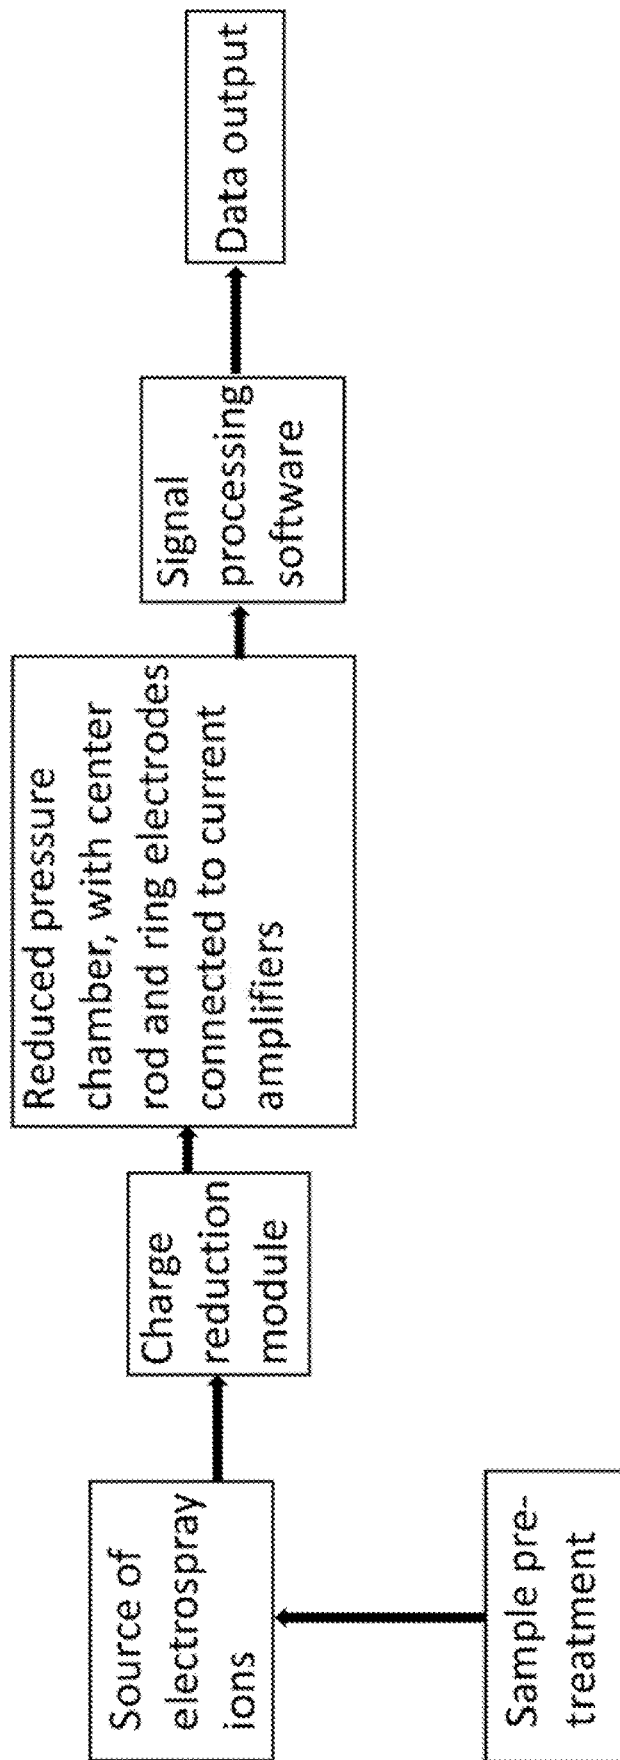 Source of
electrospray
ions
Sample pre-
treatment
Charge
reduction
module
Reduced pressure
chamber, with center
rod and ring electrodes
connected to current
amplifiers
Signal
processing
software
Data output